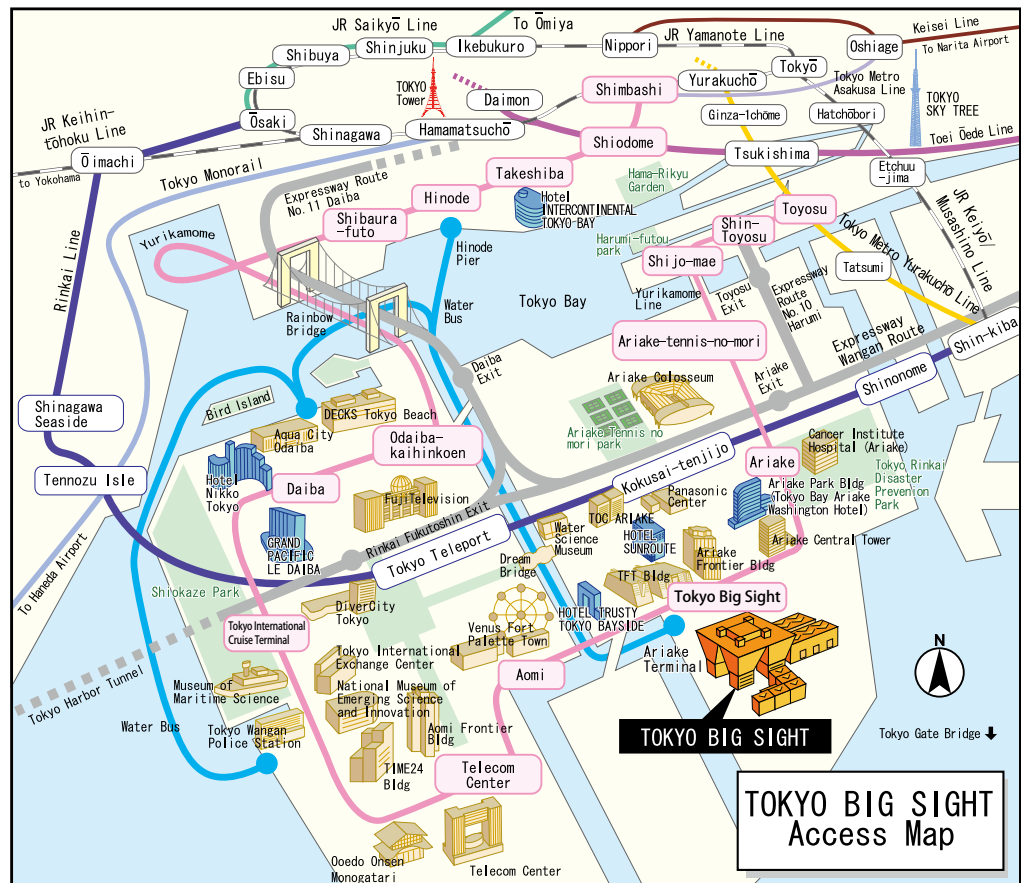 JR Saikyō Line
To Ōmiya
Keisei Line
To Narita Airport
Shibuya
Shinjuku
Ikebukuro
Nippori
JR Yamanote Line
Oshiage
Ebisu
TOKYO
Tower
Daimon
Shimbashi
Yurakuchō
Tokyō
Tokyo Metro
Asakusa Line
TOKYO
SKY TREE
Ōsaki
Shinagawa
Hamamatsuchō
Ginza-1chōme
Hatchōbori
JR Keihin-
tōhoku Line
Ōimachi
to Yokohama
Shiodome
Tsukishima
Toei Ōede Line
Tokyo Monorail
Expressway Route
No.11 Daiba
Takeshiba
Hinode
Shibaura
-futo
Hotel
INTERCONTINENTAL
TOKYO BAY
Hama-Rikyu
Garden
Etchuu
-jima
JR Keiyō/
Musashino Line
Toyosu
Shin-
Toyosu
Harumi-futou
park
Shijo-mae
Tatsumi
Tokyo Metro Yurakuchō Line
Yurikamome
Rinkai Line
Hinode
Pier
Tokyo Bay
Yurikamome
Line
Toyosu
Exit
Expressway
Route
No.10
Harumi
Expressway
Wangan Route
Shin-kiba
Rainbow
Bridge
Water
Bus
Daiba
Exit
Ariake-tennis-no-mori
Ariake
Exit
Shinonome
Shinagawa
Seaside
Bird Island
DECKS Tokyo Beach
Aqua City
Odaiba
Ariake Colosseum
Ariake Tennis no
mori park
Tennozu Isle
Hotel
Nikko
Tokyo
Daiba
Odaiba-
kaihinkoen
Kokusai-tenjijo
Ariake
Cancer Institute
Hospital (Ariake)
Tokyo Rinkai
Disaster
Prevenion
Park
FujiTelevision
GRAND
PACIFIC
LE DAIBA
Rinkai Fukutoshin Exit
Tokyo Teleport
Water
Science
Museum
TOC ARIAKE
Panasonic
Center
HOTEL
SUNROUTE
Ariake Park Bldg
(Tokyo Bay Ariake
Washington Hotel)
Ariake Central Tower
Ariake
Frontier Bldg
To Haneda Airport
Shiokaze Park
Dream
Bridge
TFT Bldg
DiverCity
Tokyo
Tokyo International
Cruise Terminal
HOTEL TRUSTY
TOKYO BAYSIDE
Tokyo Big Sight
Venus Fort
Palette Town
Tokyo International
Exchange Center
Ariake
Terminal
Aomi
Museum of
Maritime Science
National Museum of
Emerging Science
and Innovation
Tokyo Harbor Tunnel
Water Bus
Tokyo Wangan
Police Station
Aomi Frontier
Bldg
TIME24
Bldg
Telecom
Center
N
TOKYO BIG SIGHT
Tokyo Gate Bridge
Ooedo Onsen
Monogatari
Telecom Center
TOKYO BIG SIGHT
Access Map